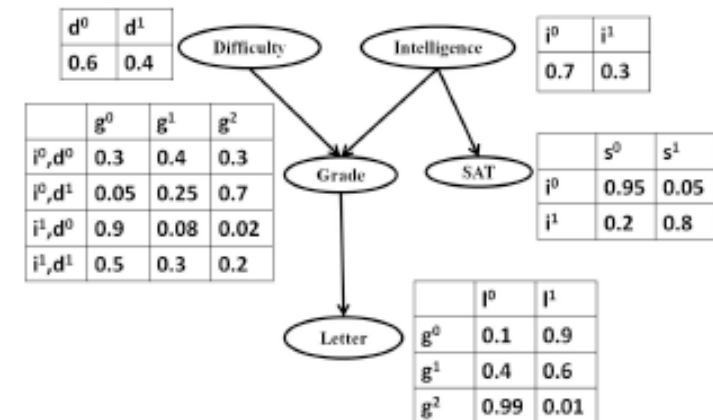 d⁰ d¹
0.6 0.4
Difficulty
Intelligence
i⁰ i¹
0.7 0.3
g⁰ g¹ g²
i⁰,d⁰ 0.3 0.4 0.3
i⁰,d¹ 0.05 0.25 0.7
i¹,d⁰ 0.9 0.08 0.02
i¹,d¹ 0.5 0.3 0.2
Grade
SAT
s⁰ s¹
i⁰ 0.95 0.05
i¹ 0.2 0.8
Letter
l⁰ l¹
g⁰ 0.1 0.9
g¹ 0.4 0.6
g² 0.99 0.01